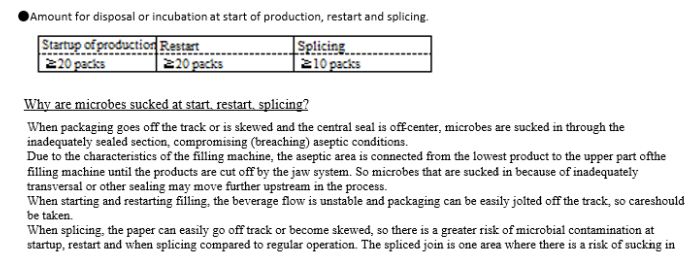 ●Amount for disposal or incubation at start of production, restart and splicing.
Startup of production Restart Splicing
≧20 packs ≧20 packs ≧10 packs
Why are microbes sucked at start, restart, splicing?
When packaging goes off the track or is skewed and the central seal is off-center, microbes are sucked in through the
inadequately sealed section, compromising (breaching) aseptic conditions.
Due to the characteristics of the filling machine, the aseptic area is connected from the lowest product to the upper part ofthe
filling machine until the products are cut off by the jaw system. So microbes that are sucked in because of inadequately
transversal or other sealing may move further upstream in the process.
When starting and restarting filling, the beverage flow is unstable and packaging can be easily jolted off the track, so careshould
be taken.
When splicing, the paper can easily go off track or become skewed, so there is a greater risk of microbial contamination at
startup, restart and when splicing compared to regular operation. The spliced join is one area where there is a risk of sucking in